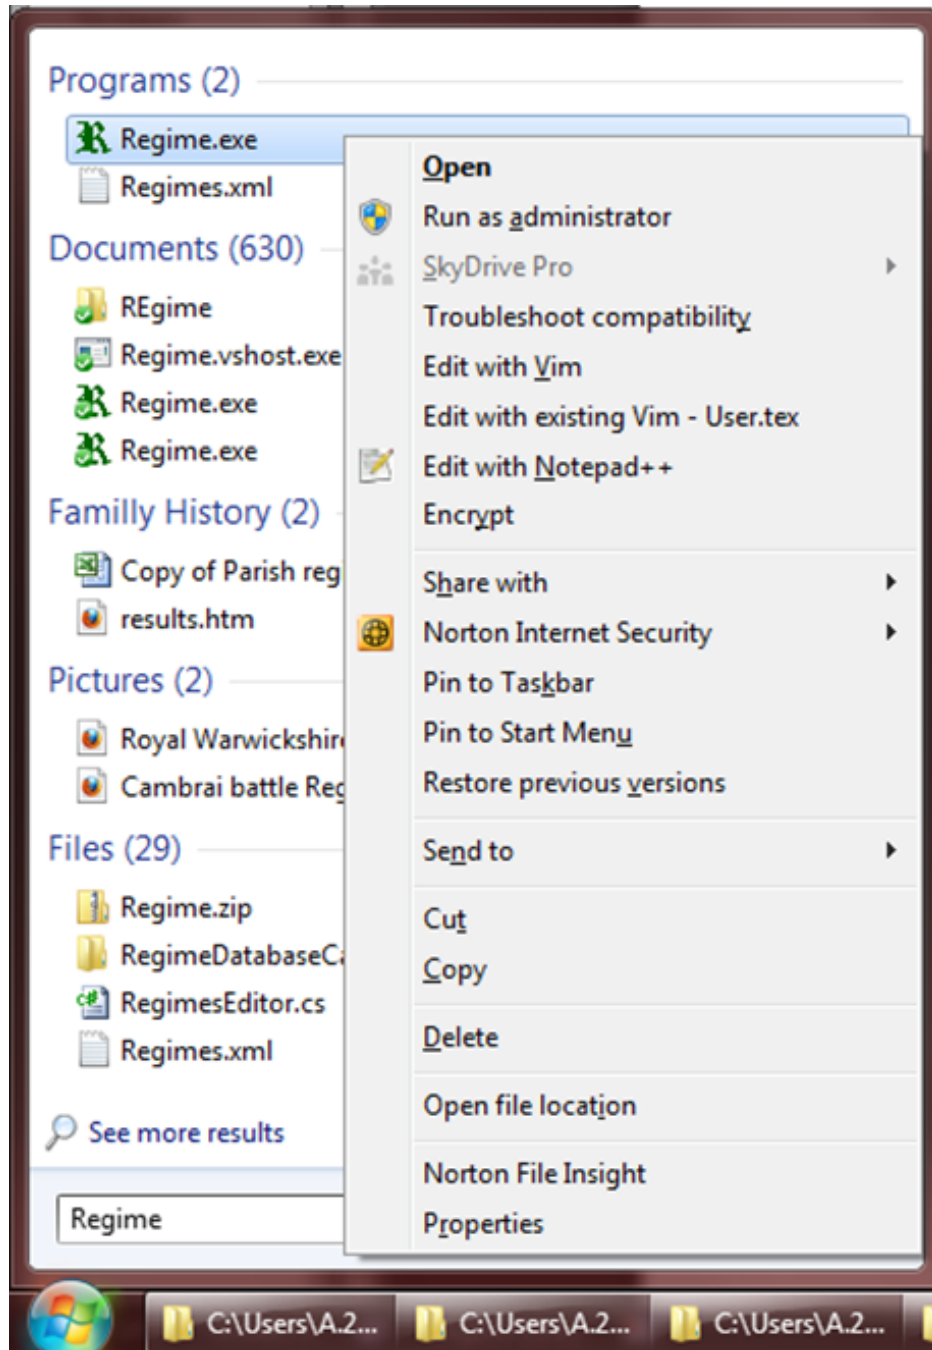 Programs (2)
Regime.exe
Regimes.xml
Documents (630)
REgime
Regime.vshost.exe
Regime.exe
Regime.exe
Familly History (2)
Copy of Parish reg
results.htm
Pictures (2)
Royal Warwickshire
Cambrai battle Reg
Files (29)
Regime.zip
RegimeDatabaseCa
RegimesEditor.cs
Regimes.xml
See more results
Regime
Open
Run as administrator
SkyDrive Pro
Troubleshoot compatibility
Edit with Vim
Edit with existing Vim - User.tex
Edit with Notepad++
Encrypt
Share with
Norton Internet Security
Pin to Taskbar
Pin to Start Menu
Restore previous versions
Send to
Cut
Copy
Delete
Open file location
Norton File Insight
Properties
C:\Users\A.2... C:\Users\A.2... C:\Users\A.2...